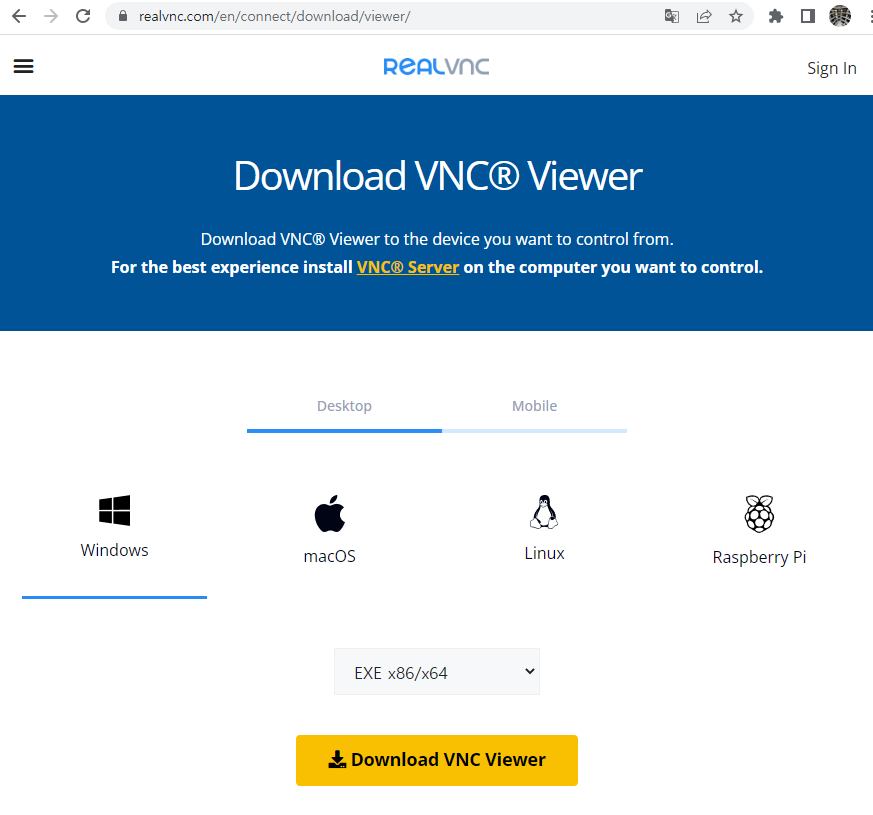 realvnc.com/en/connect/download/viewer/
REALVNC
Sign In
Download VNC® Viewer
Download VNC® Viewer to the device you want to control from.
For the best experience install VNC® Server on the computer you want to control.
Desktop Mobile
Windows macOS Linux Raspberry Pi
EXE x86/x64
Download VNC Viewer